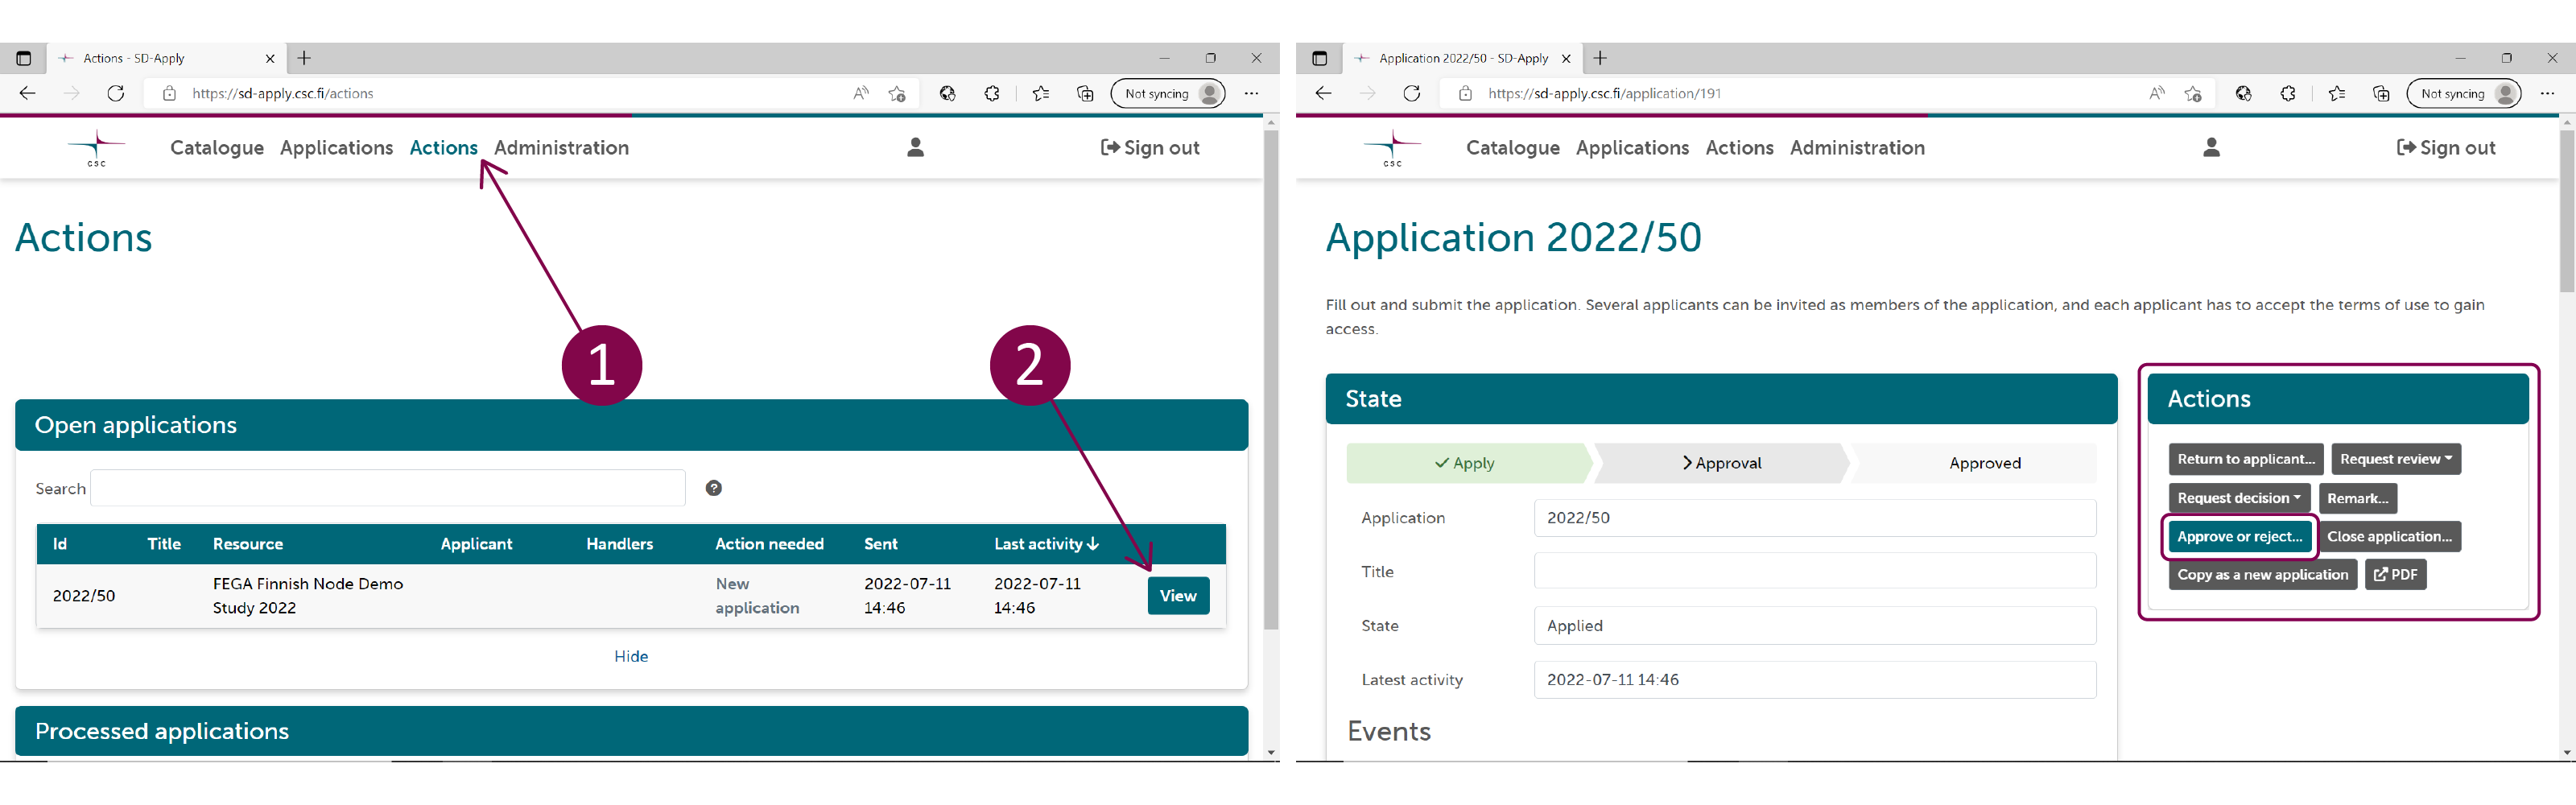 Actions - SD-Apply
https://sd-apply.csc.fi/actions
Not syncing
csc
Catalogue Applications Actions Administration
Sign out
Actions
1
2
Open applications
Search
Id Title Resource Applicant Handlers Action needed Sent Last activity
2022/50 FEGA Finnish Node Demo Study 2022 New application 2022-07-11 14:46 2022-07-11 14:46 View
Hide
Processed applications
Application 2022/50 - SD-Apply
https://sd-apply.csc.fi/application/191
Not syncing
csc
Catalogue Applications Actions Administration
Sign out
Application 2022/50
Fill out and submit the application. Several applicants can be invited as members of the application, and each applicant has to accept the terms of use to gain
access.
State
Apply Approval Approved
Application 2022/50
Title
State Applied
Latest activity 2022-07-11 14:46
Events
Actions
Return to applicant... Request review
Request decision Remark...
Approve or reject... Close application...
Copy as a new application PDF